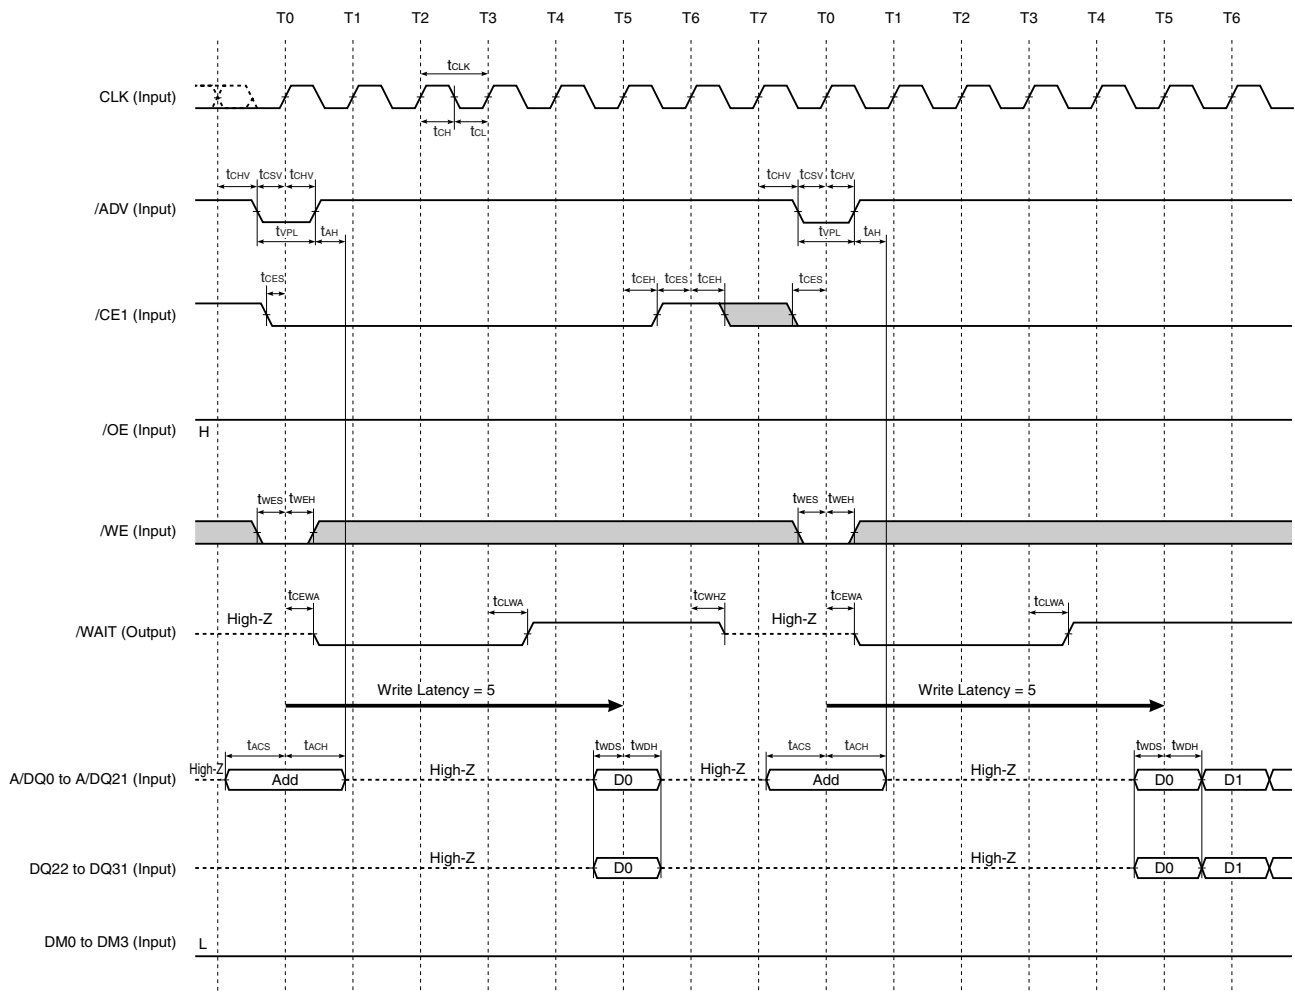 T0 T1 T2 T3 T4 T5 T6 T7 T0 T1 T2 T3 T4 T5 T6
tCLK
CLK (Input)
tCH tCL
tCHV tCSV tCHV tCHV tCSV tCHV
/ADV (Input)
tVPL tAH tVPL tAH
tCES tCEH tCES tCEH tCES
/CE1 (Input)
/OE (Input) H
tWES tWEH tWES tWEH
/WE (Input)
tCEWA tCLWA tCWHZ tCEWA tCLWA
High-Z High-Z
/WAIT (Output)
Write Latency = 5 Write Latency = 5
tACS tACH tWDS tWDH tACS tACH tWDS tWDH
High-Z High-Z High-Z High-Z
A/DQ0 to A/DQ21 (Input) Add D0 Add D0 D1
High-Z High-Z
DQ22 to DQ31 (Input) D0 D0 D1
DM0 to DM3 (Input) L